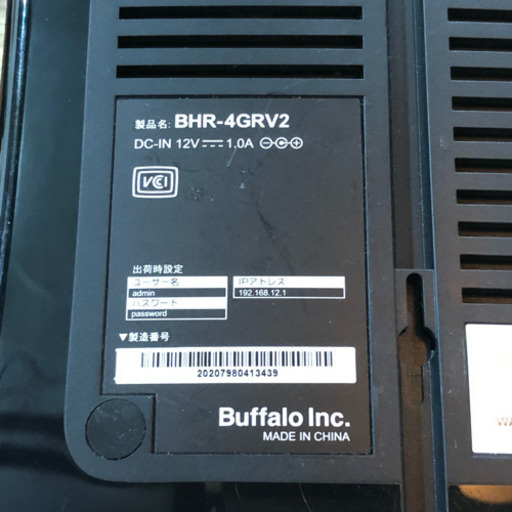 製品名: BHR-4GRV2
DC-IN 12V 1.0A
VCI
出荷時設定
ユーザー名
admin
パスワード
password
IPアドレス
192.168.12.1
▼製造番号
20207980413439
Buffalo Inc.
MADE IN CHINA
WA